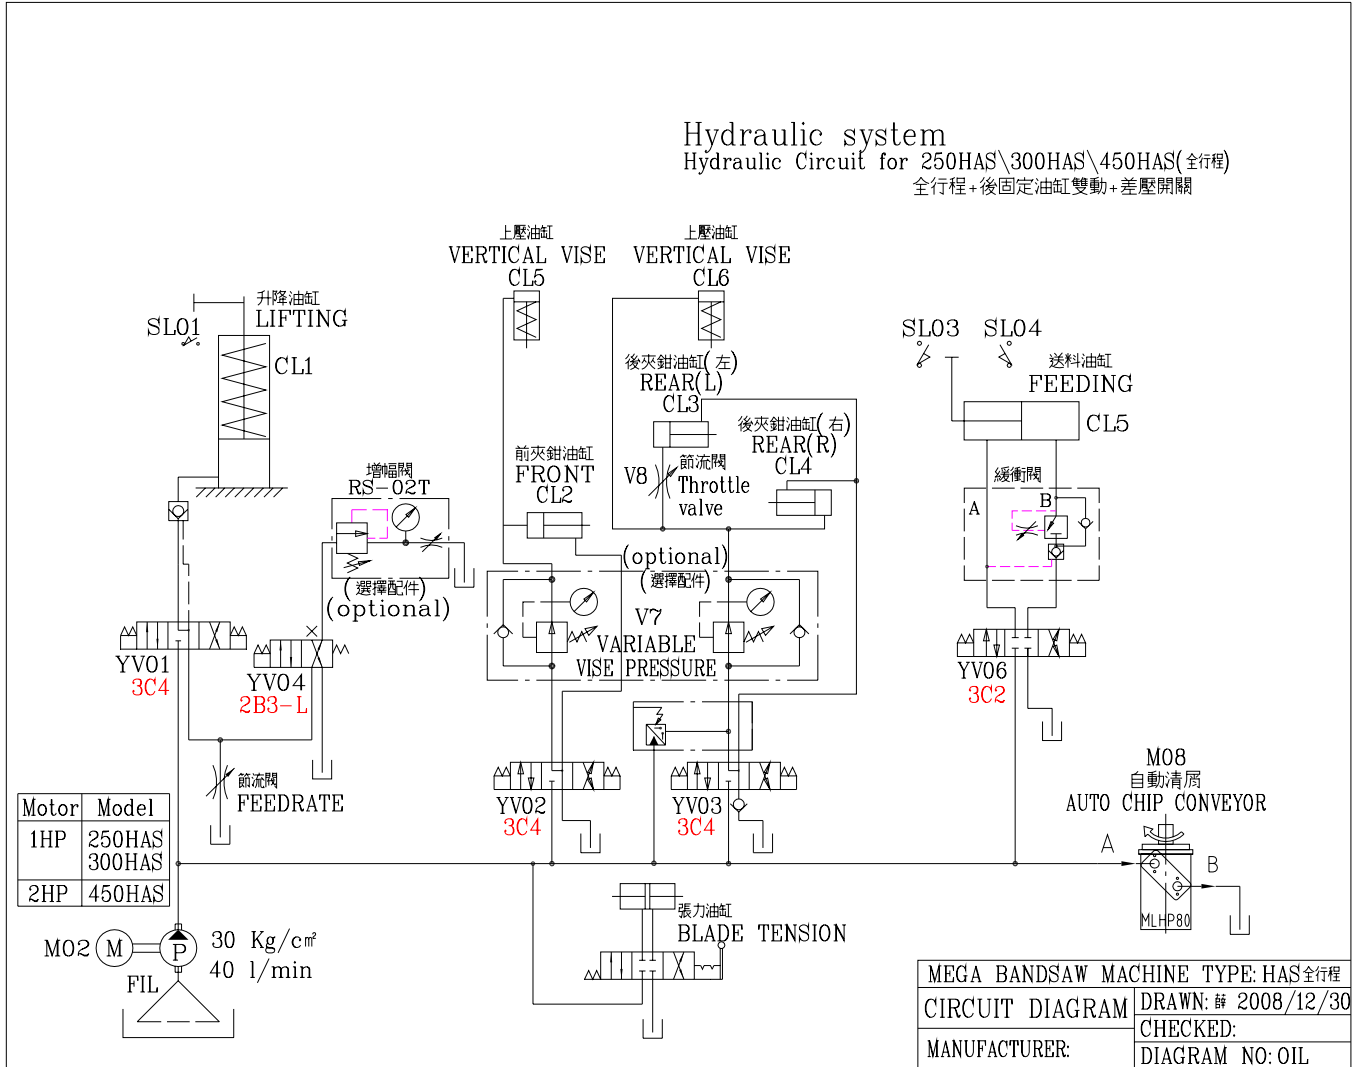 Hydraulic system
Hydraulic Circuit for 250HAS\300HAS\450HAS(全行程)
全行程+後固定油缸雙動+差壓開關
上壓油缸
VERTICAL VISE
CL5
上壓油缸
VERTICAL VISE
CL6
升降油缸
LIFTING
SL01
CL1
後夾鉗油缸(左)
REAR(L)
CL3
後夾鉗油缸(右)
REAR(R)
CL4
SL03
SL04
送料油缸
FEEDING
CL5
增幅閥
RS-02T
前夾鉗油缸
FRONT
CL2
V8
節流閥
Throttle
valve
緩衝閥
A
B
(選擇配件)
(optional)
(optional)
(選擇配件)
V7
VARIABLE
VISE PRESSURE
YV01
3C4
YV04
2B3-L
YV06
3C2
節流閥
FEEDRATE
YV02
3C4
YV03
3C4
M08
自動清屑
AUTO CHIP CONVEYOR
A
B
MLHP80
Motor Model
1HP 250HAS
300HAS
2HP 450HAS
張力油缸
BLADE TENSION
M02
M
P
30 Kg/c㎡
40 l/min
FIL
MEGA BANDSAW MACHINE TYPE: HAS全行程
CIRCUIT DIAGRAM
DRAWN: 薛 2008/12/30
CHECKED:
MANUFACTURER:
DIAGRAM NO: OIL